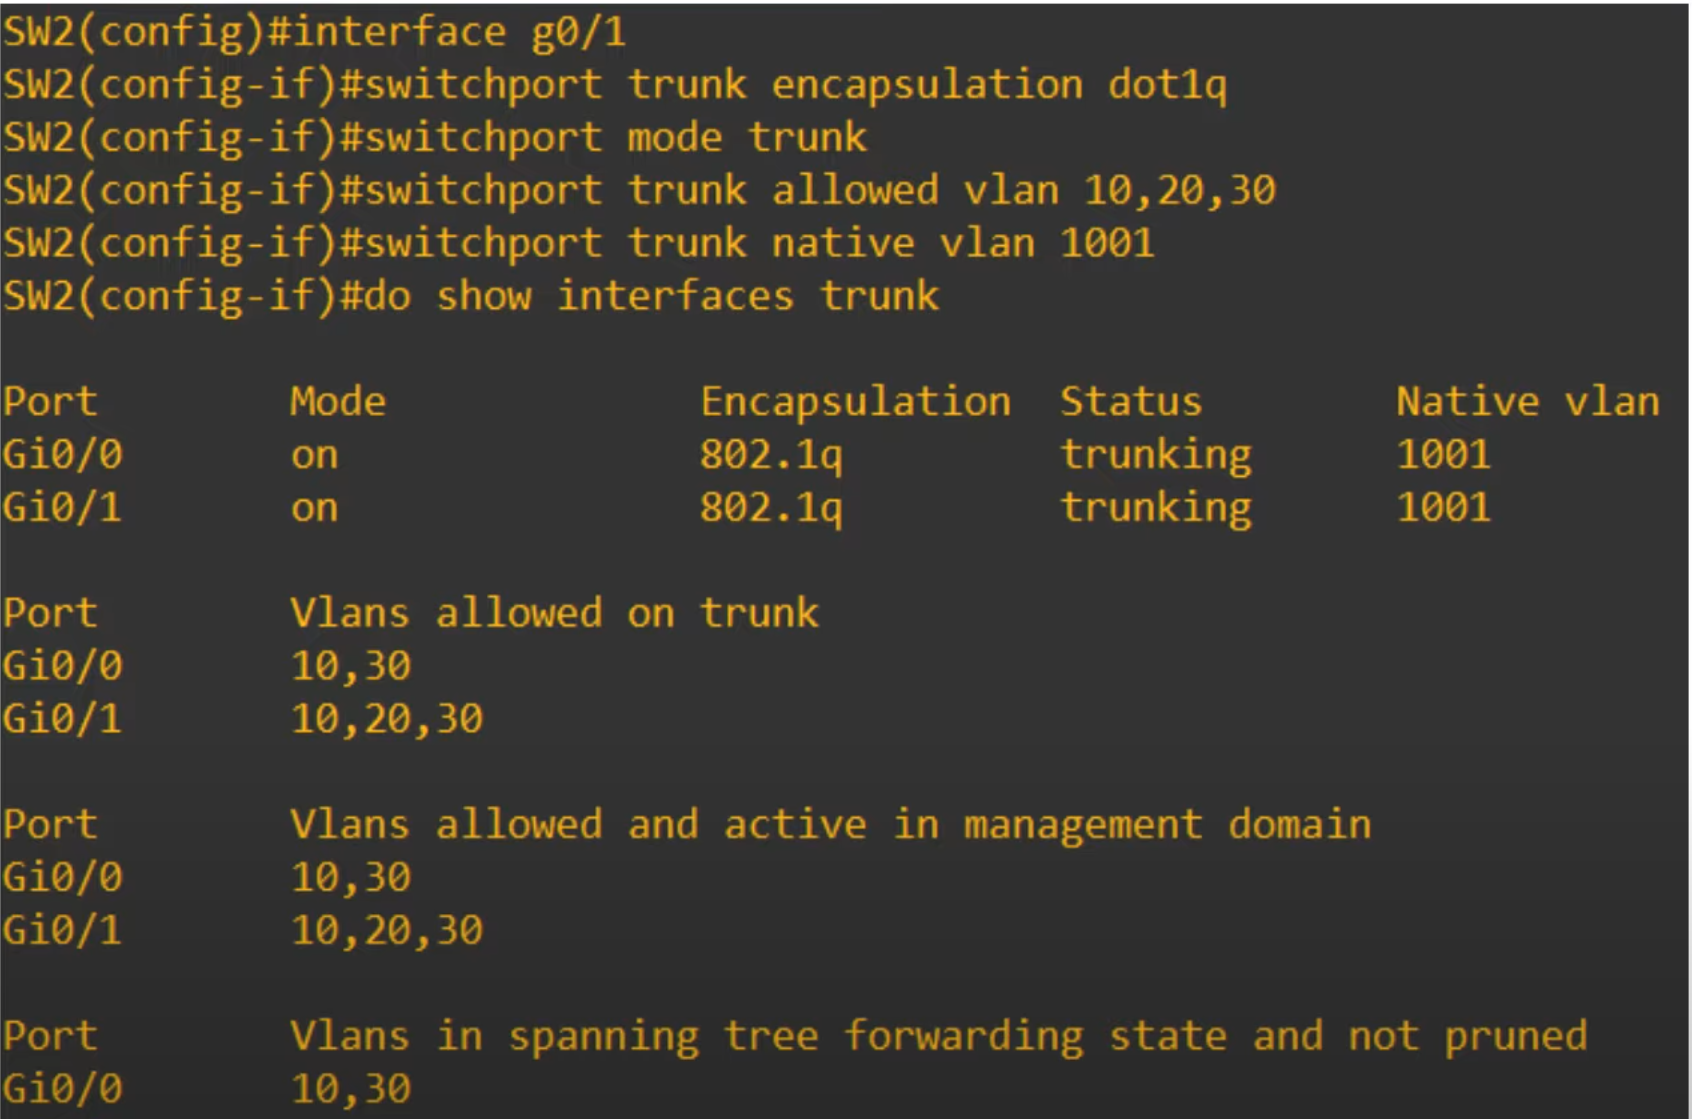 SW2(config)#interface g0/1
SW2(config-if)#switchport trunk encapsulation dot1q
SW2(config-if)#switchport mode trunk
SW2(config-if)#switchport trunk allowed vlan 10,20,30
SW2(config-if)#switchport trunk native vlan 1001
SW2(config-if)#do show interfaces trunk
Port Mode Encapsulation Status Native vlan
Gi0/0 on 802.1q trunking 1001
Gi0/1 on 802.1q trunking 1001
Port Vlans allowed on trunk
Gi0/0 10,30
Gi0/1 10,20,30
Port Vlans allowed and active in management domain
Gi0/0 10,30
Gi0/1 10,20,30
Port Vlans in spanning tree forwarding state and not pruned
Gi0/0 10,30